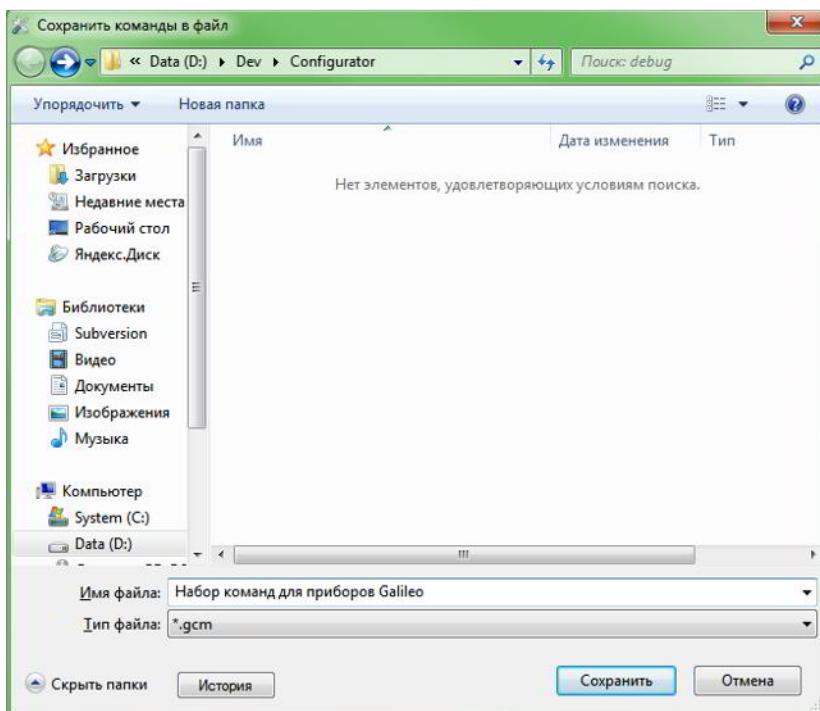 Сохранить команды в файл
« Data (D:) ▸ Dev ▸ Configurator
Поиск: debug
Упорядочить ▾ Новая папка
Имя Дата изменения Тип
Нет элементов, удовлетворяющих условиям поиска.
Избранное
Загрузки
Недавние места
Рабочий стол
Яндекс.Диск
Библиотеки
Subversion
Видео
Документы
Изображения
Музыка
Компьютер
System (C:)
Data (D:)
Имя файла: Набор команд для приборов Galileo
Тип файла: *.gcm
Скрыть папки История Сохранить Отмена